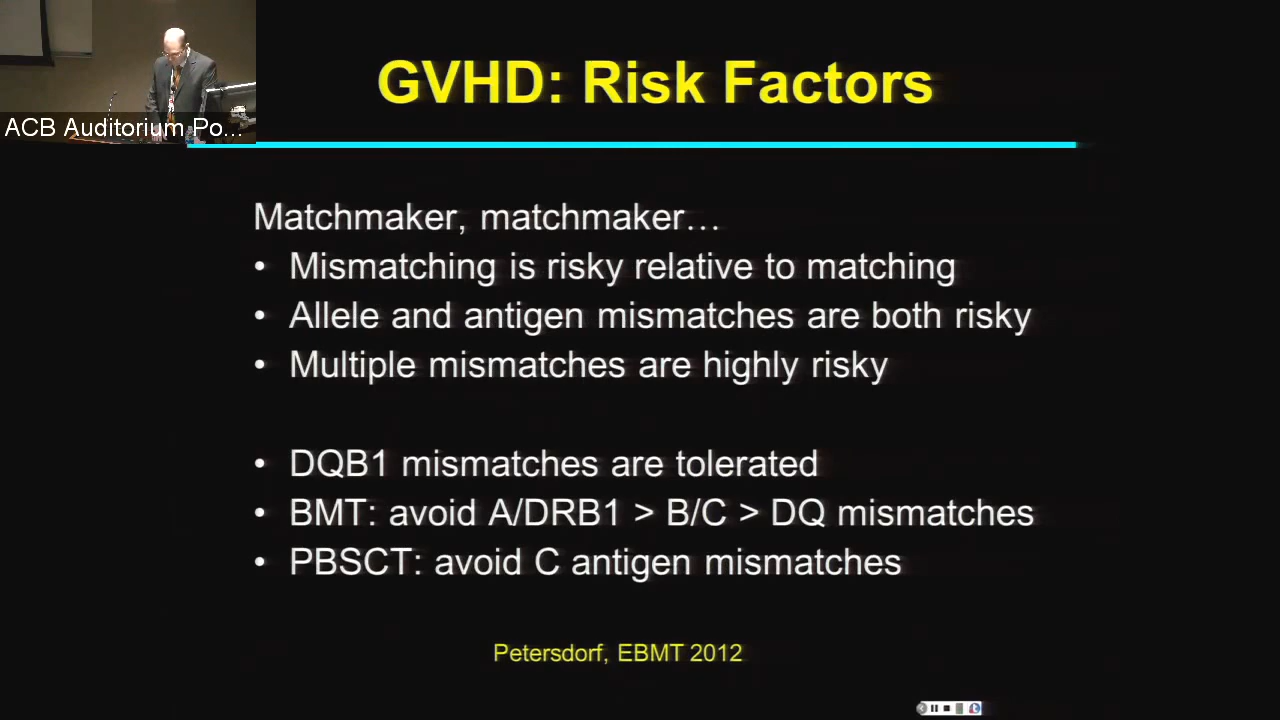 ACB Auditorium Po...
GVHD: Risk Factors
Matchmaker, matchmaker…
• Mismatching is risky relative to matching
• Allele and antigen mismatches are both risky
• Multiple mismatches are highly risky
• DQB1 mismatches are tolerated
• BMT: avoid A/DRB1 > B/C > DQ mismatches
• PBSCT: avoid C antigen mismatches
Petersdorf, EBMT 2012